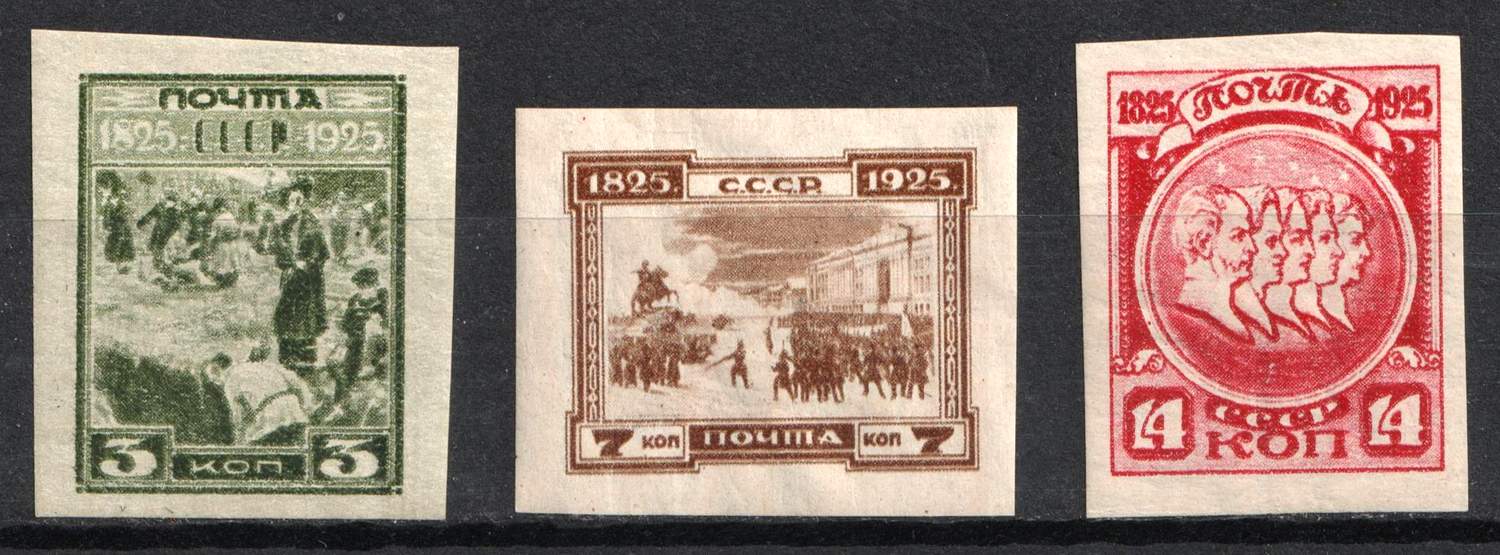 ПОЧТА
1825. СССР 1925.
3 КОП. 3
1825. С.С.С.Р. 1925.
7 КОП ПОЧТА КОП 7
1825 ПОЧТА 1925
14 СССР 14
КОП